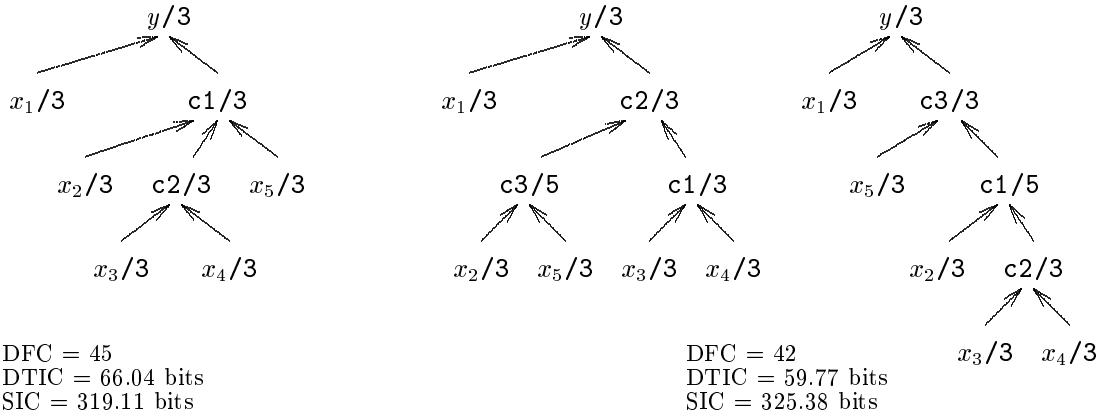 y/3 y/3 y/3
x₁/3 c1/3 x₁/3 c2/3 x₁/3 c3/3
x₂/3 c2/3 x₅/3 c3/5 c1/3 x₅/3 c1/5
x₃/3 x₄/3 x₂/3 x₅/3 x₃/3 x₄/3 x₂/3 c2/3
x₃/3 x₄/3
DFC = 45
DTIC = 66.04 bits
SIC = 319.11 bits
DFC = 42
DTIC = 59.77 bits
SIC = 325.38 bits